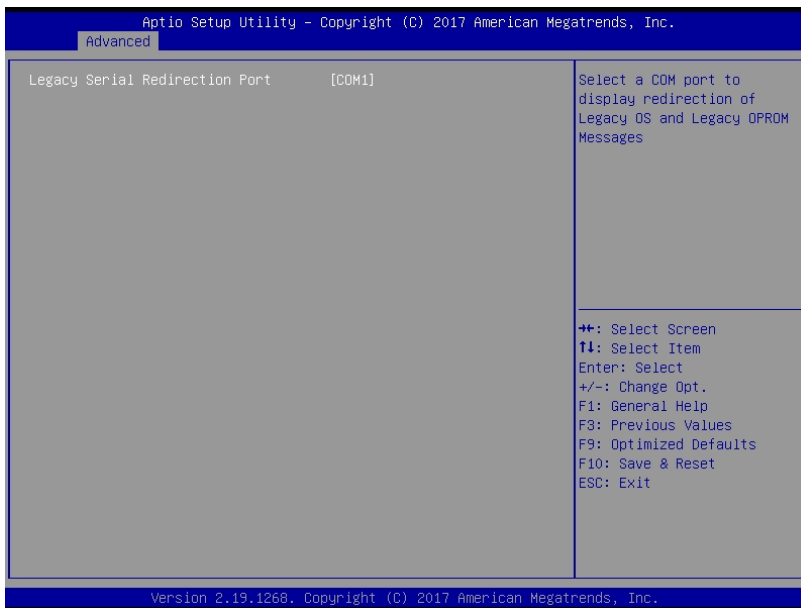 Aptio Setup Utility – Copyright (C) 2017 American Megatrends, Inc.
Advanced
Legacy Serial Redirection Port [COM1]
Select a COM port to
display redirection of
Legacy OS and Legacy OPROM
Messages
→←: Select Screen
↑↓: Select Item
Enter: Select
+/-: Change Opt.
F1: General Help
F3: Previous Values
F9: Optimized Defaults
F10: Save & Reset
ESC: Exit
Version 2.19.1268. Copyright (C) 2017 American Megatrends, Inc.